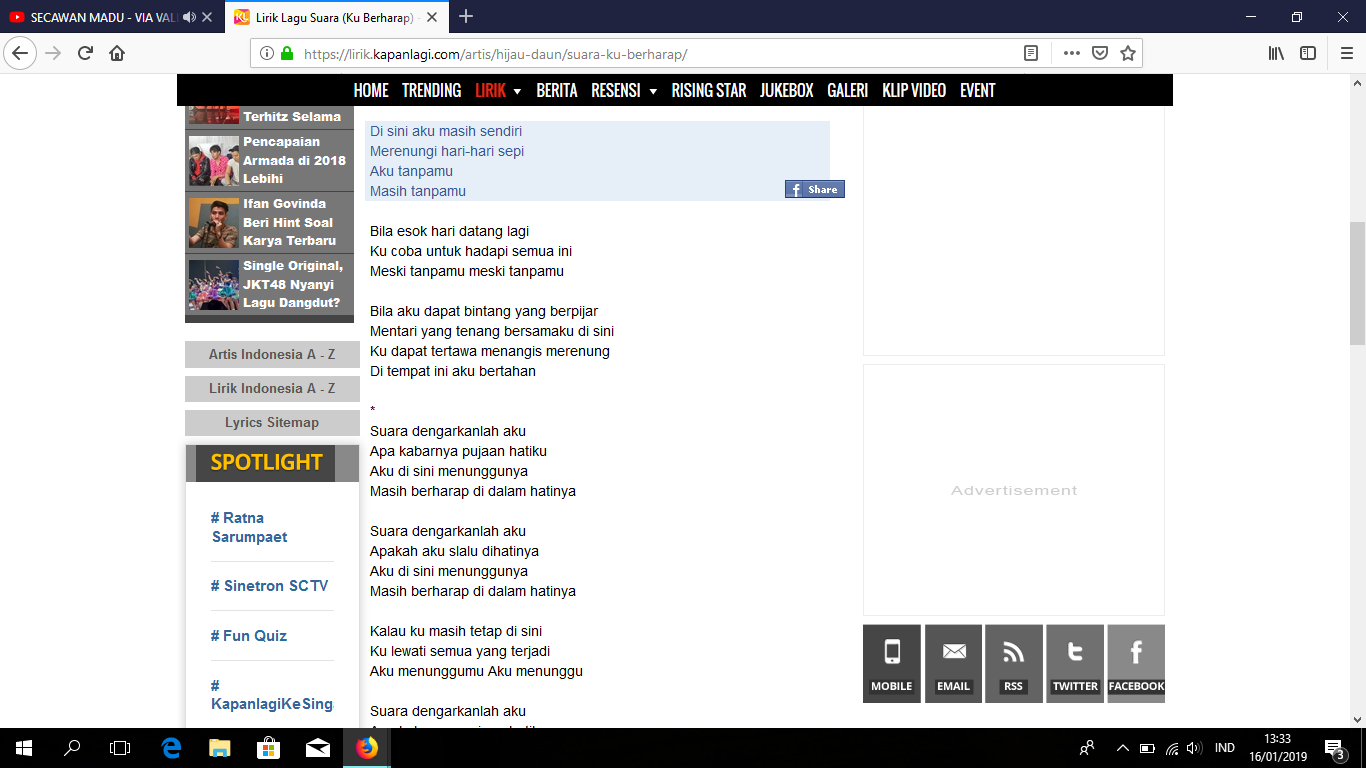 SECAWAN MADU - VIA VAL
Lirik Lagu Suara (Ku Berharap) -
https://lirik.kapanlagi.com/artis/hijau-daun/suara-ku-berharap/
HOME TRENDING LIRIK BERITA RESENSI RISING STAR JUKEBOX GALERI KLIP VIDEO EVENT
Terhitz Selama
Pencapaian
Armada di 2018
Lebihi
Ifan Govinda
Beri Hint Soal
Karya Terbaru
Single Original,
JKT48 Nyanyi
Lagu Dangdut?
Artis Indonesia A - Z
Lirik Indonesia A - Z
Lyrics Sitemap
SPOTLIGHT
# Ratna
Sarumpaet
# Sinetron SCTV
# Fun Quiz
#
KapanlagiKeSing
Di sini aku masih sendiri
Merenungi hari-hari sepi
Aku tanpamu
Masih tanpamu
f Share
Bila esok hari datang lagi
Ku coba untuk hadapi semua ini
Meski tanpamu meski tanpamu
Bila aku dapat bintang yang berpijar
Mentari yang tenang bersamaku di sini
Ku dapat tertawa menangis merenung
Di tempat ini aku bertahan
*
Suara dengarkanlah aku
Apa kabarnya pujaan hatiku
Aku di sini menunggunya
Masih berharap di dalam hatinya
Suara dengarkanlah aku
Apakah aku slalu dihatinya
Aku di sini menunggunya
Masih berharap di dalam hatinya
Kalau ku masih tetap di sini
Ku lewati semua yang terjadi
Aku menunggumu Aku menunggu
Suara dengarkanlah aku
Advertisement
MOBILE EMAIL RSS TWITTER FACEBOOK
IND
13:33
16/01/2019
3